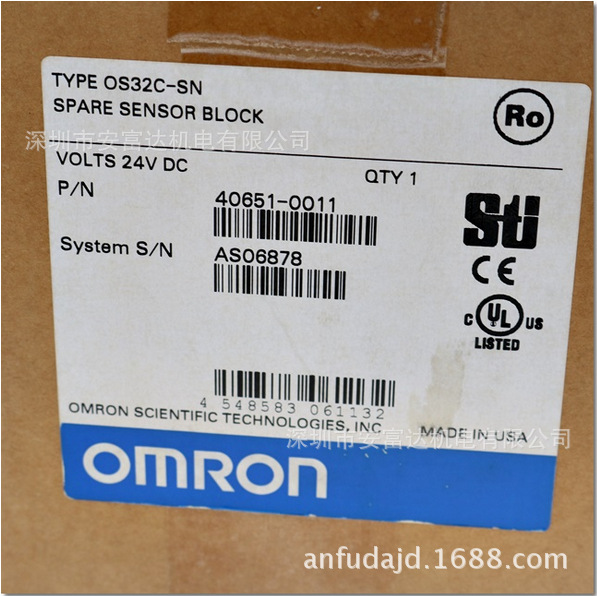 TYPE OS32C-SN
SPARE SENSOR BLOCK
Ro
深圳市安富达机电有限公司
VOLTS 24V DC
QTY 1
P/N
40651-0011
Sti
System S/N
AS06878
CE
C UL US
LISTED
4 548583 061132
OMRON SCIENTIFIC TECHNOLOGIES, INC.
MADE IN USA
深圳市安富达机电有限公司
OMRON
anfudajd.1688.com